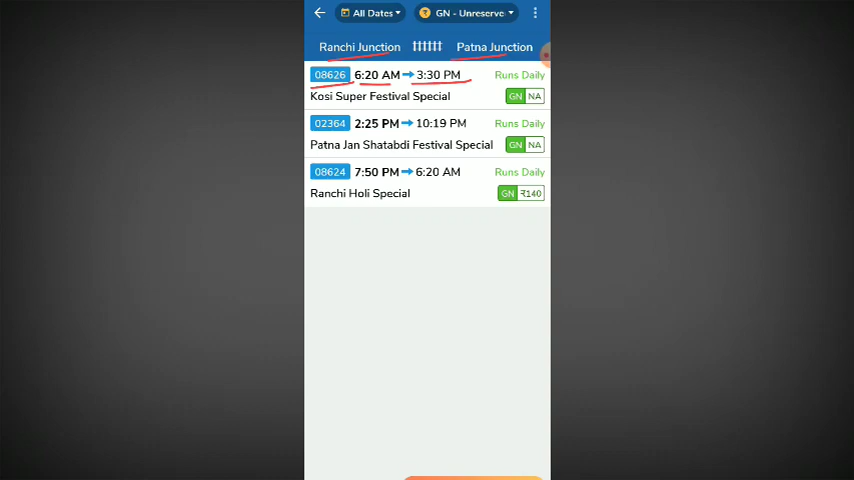 All Dates GN - Unreserve
Ranchi Junction Patna Junction
08626 6:20 AM 3:30 PM Runs Daily
Kosi Super Festival Special GN NA
02364 2:25 PM 10:19 PM Runs Daily
Patna Jan Shatabdi Festival Special GN NA
08624 7:50 PM 6:20 AM Runs Daily
Ranchi Holi Special GN ₹140